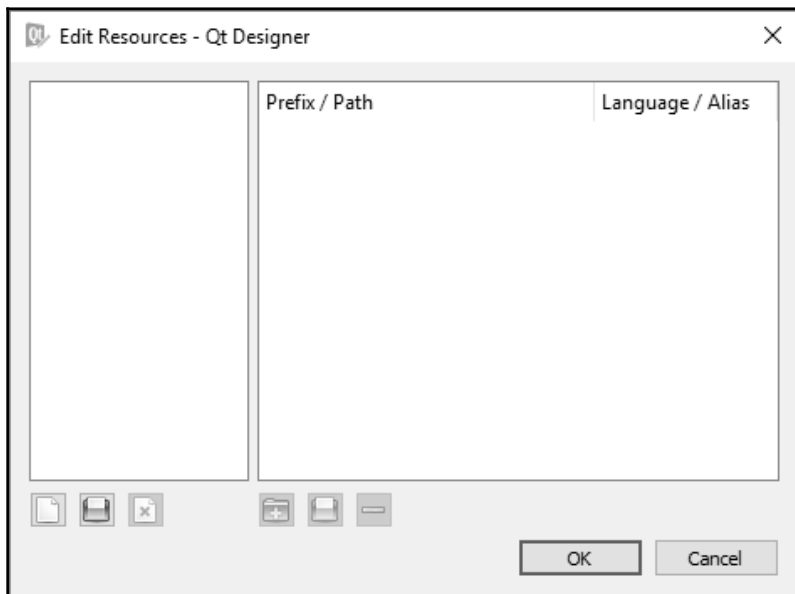 Edit Resources - Qt Designer
Prefix / Path
Language / Alias
OK
Cancel